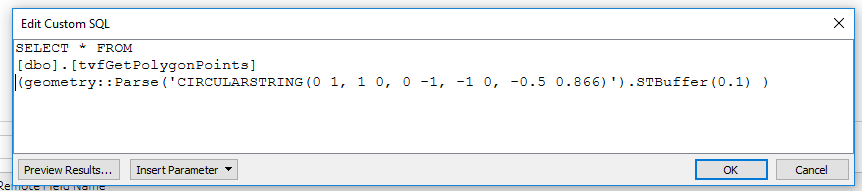 Edit Custom SQL
SELECT * FROM
[dbo].[tvfGetPolygonPoints]
(geometry::Parse('CIRCULARSTRING(0 1, 1 0, 0 -1, -1 0, -0.5 0.866)').STBuffer(0.1) )
Preview Results... Insert Parameter OK Cancel
Remote Field Name